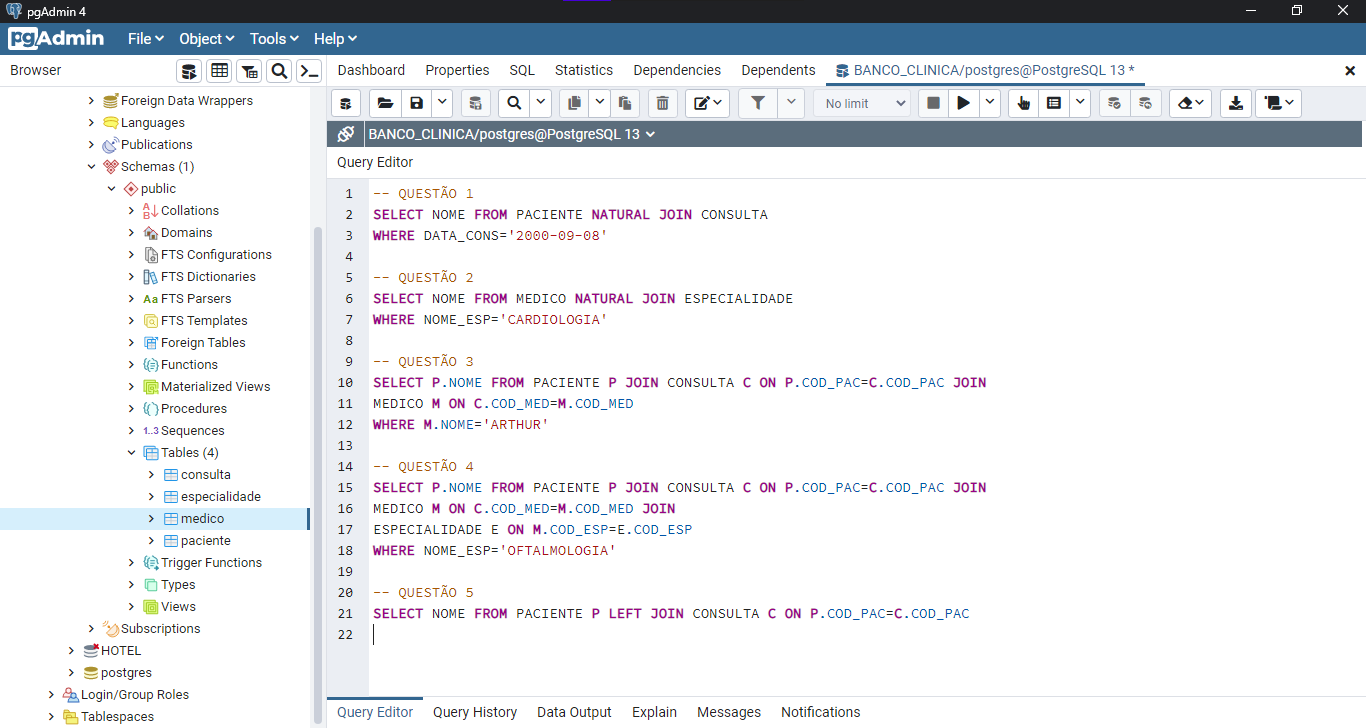 pgAdmin 4
pgAdmin File Object Tools Help
Browser
Dashboard Properties SQL Statistics Dependencies Dependents BANCO_CLINICA/postgres@PostgreSQL 13 *
No limit
BANCO_CLINICA/postgres@PostgreSQL 13
Query Editor
Foreign Data Wrappers
Languages
Publications
Schemas (1)
public
Collations
Domains
FTS Configurations
FTS Dictionaries
Aa FTS Parsers
FTS Templates
Foreign Tables
Functions
Materialized Views
Procedures
1..3 Sequences
Tables (4)
consulta
especialidade
medico
paciente
Trigger Functions
Types
Views
Subscriptions
HOTEL
postgres
Login/Group Roles
Tablespaces
1 -- QUESTÃO 1
2 SELECT NOME FROM PACIENTE NATURAL JOIN CONSULTA
3 WHERE DATA_CONS='2000-09-08'
4
5 -- QUESTÃO 2
6 SELECT NOME FROM MEDICO NATURAL JOIN ESPECIALIDADE
7 WHERE NOME_ESP='CARDIOLOGIA'
8
9 -- QUESTÃO 3
10 SELECT P.NOME FROM PACIENTE P JOIN CONSULTA C ON P.COD_PAC=C.COD_PAC JOIN
11 MEDICO M ON C.COD_MED=M.COD_MED
12 WHERE M.NOME='ARTHUR'
13
14 -- QUESTÃO 4
15 SELECT P.NOME FROM PACIENTE P JOIN CONSULTA C ON P.COD_PAC=C.COD_PAC JOIN
16 MEDICO M ON C.COD_MED=M.COD_MED JOIN
17 ESPECIALIDADE E ON M.COD_ESP=E.COD_ESP
18 WHERE NOME_ESP='OFTALMOLOGIA'
19
20 -- QUESTÃO 5
21 SELECT NOME FROM PACIENTE P LEFT JOIN CONSULTA C ON P.COD_PAC=C.COD_PAC
22
Query Editor Query History Data Output Explain Messages Notifications